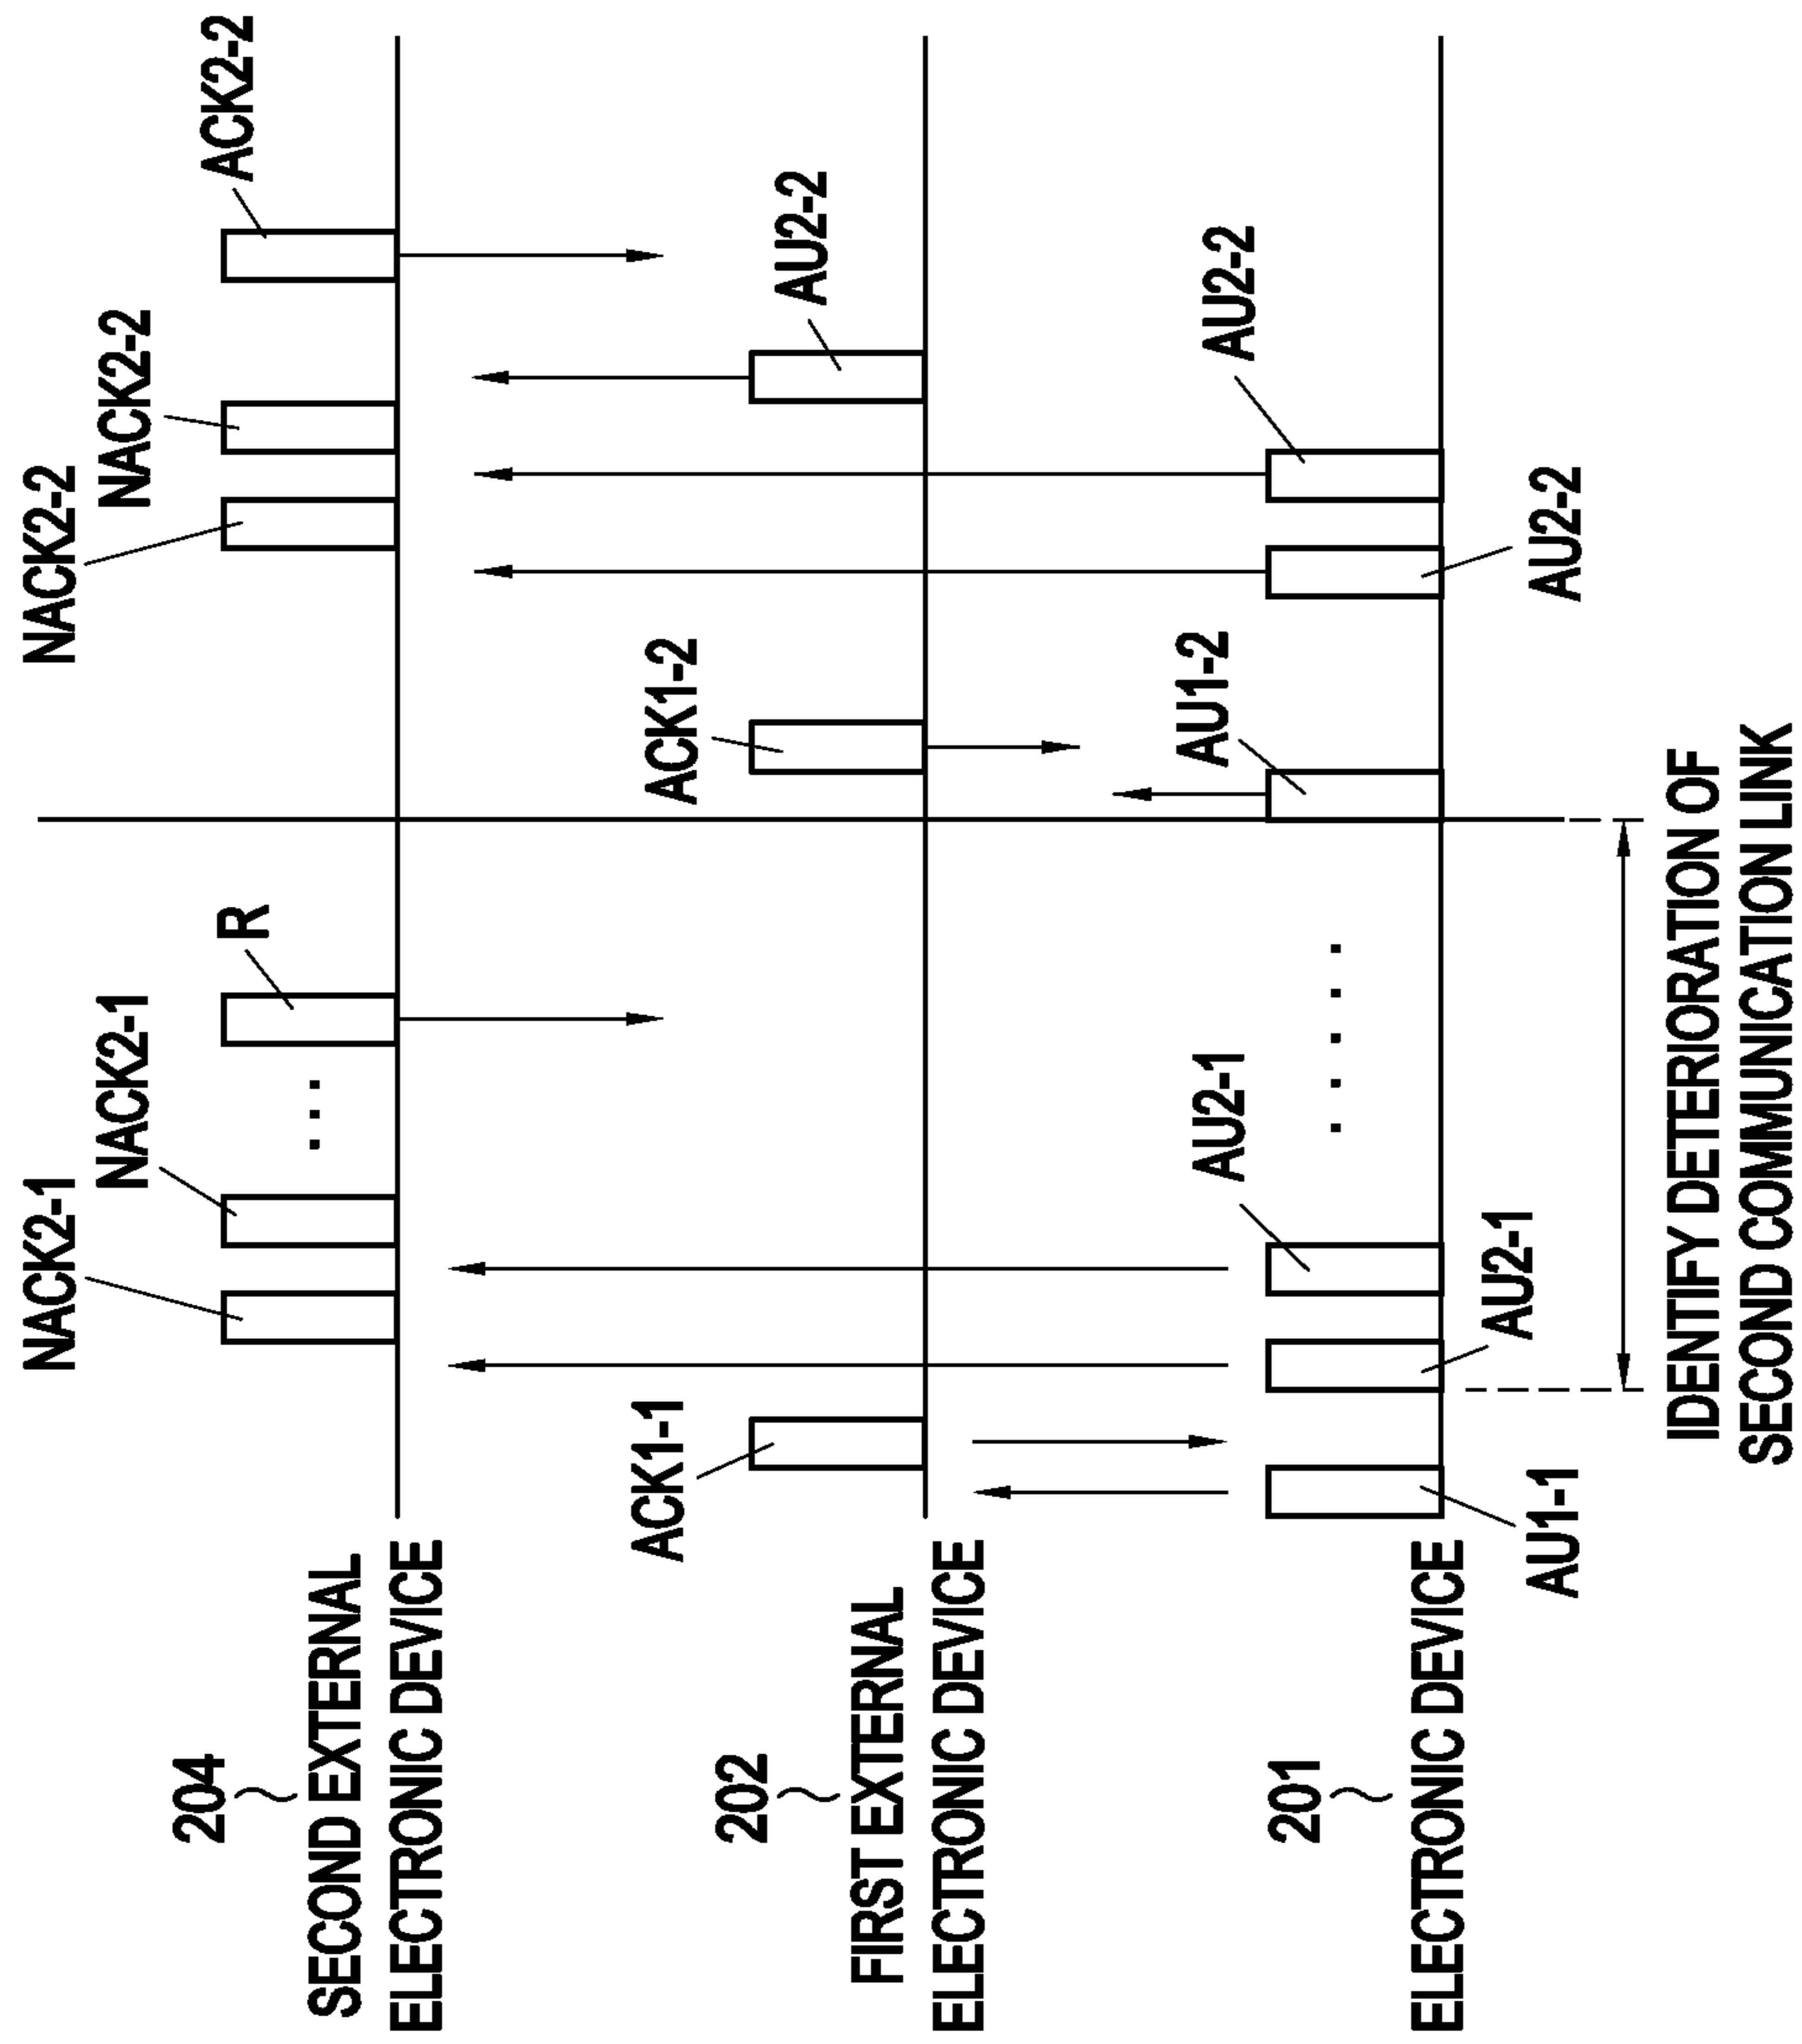 NACK2-1
NACK2-2
NACK2-1
NACK2-2
204
R
ACK2-2
SECOND EXTERNAL
ELECTRONIC DEVICE
ACK1-1
ACK1-2
202
AU2-2
FIRST EXTERNAL
ELECTRONIC DEVICE
AU2-1
AU1-2
AU2-2
201
ELECTRONIC DEVICE
AU1-1
AU2-1
AU2-2
IDENTIFY DETERIORATION OF
SECOND COMMUNICATION LINK